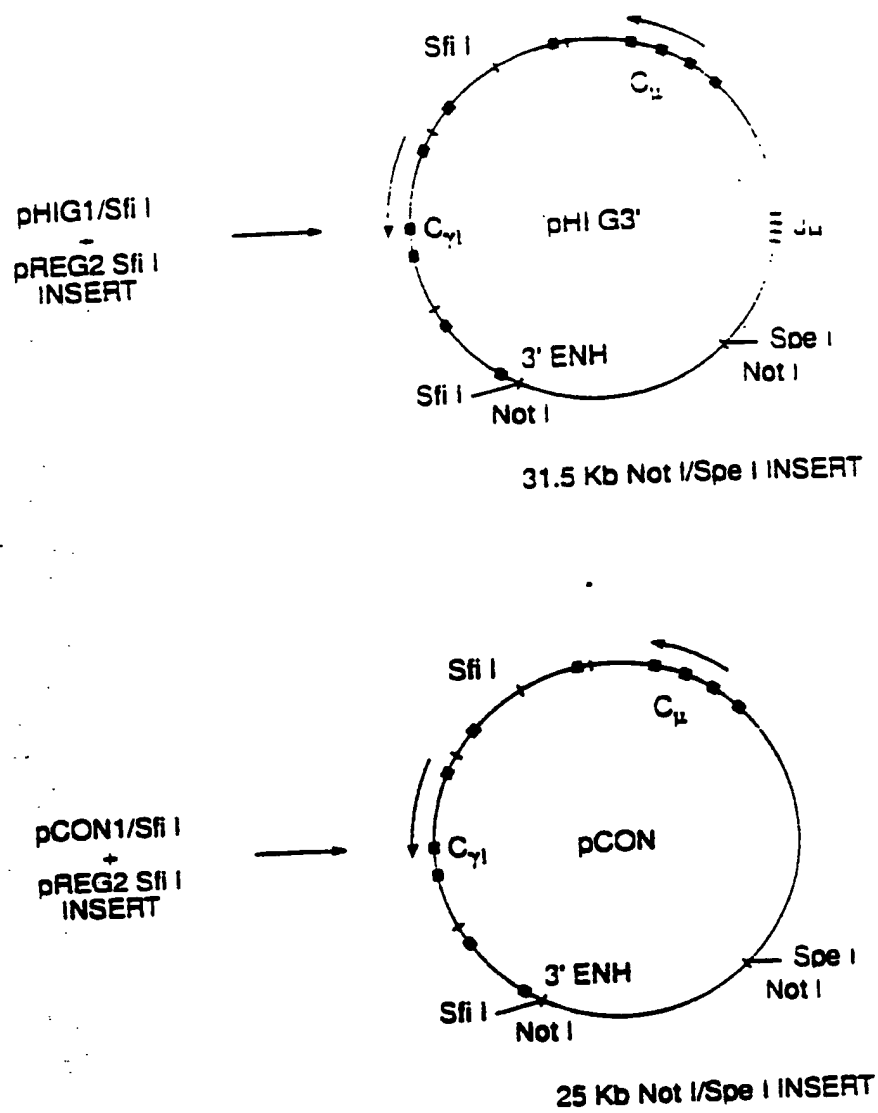 Sfi I
Cμ
pHIG1/Sfi I
+
pREG2 Sfi I
INSERT
Cγ1
pHI G3'
3' ENH
Spe I
Not I
Sfi I
Not I
31.5 Kb Not I/Spe I INSERT
Sfi I
Cμ
pCON1/Sfi I
+
pREG2 Sfi I
INSERT
Cγ1
pCON
3' ENH
Spe I
Not I
Sfi I
Not I
25 Kb Not I/Spe I INSERT